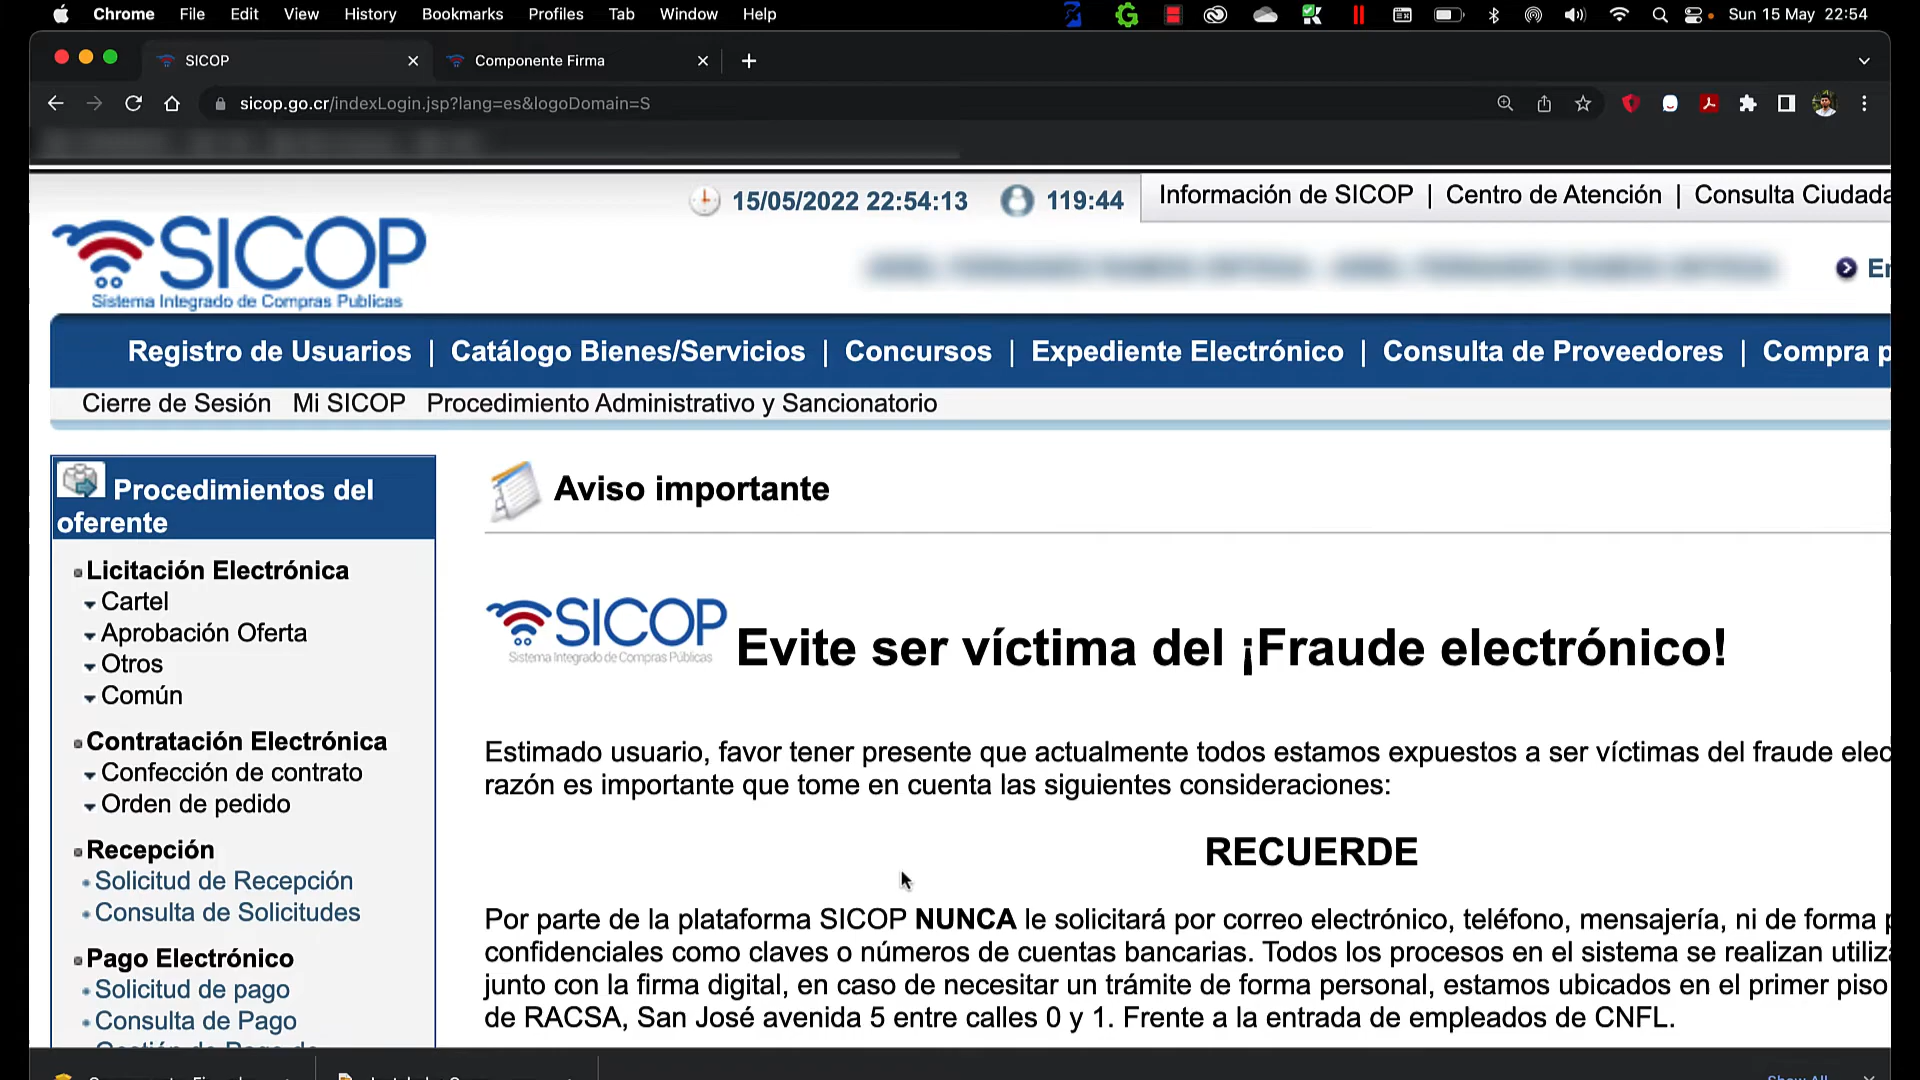 Chrome File Edit View History Bookmarks Profiles Tab Window Help Sun 15 May 22:54
SICOP Componente Firma
sicop.go.cr/indexLogin.jsp?lang=es&logoDomain=S
15/05/2022 22:54:13 119:44 Información de SICOP | Centro de Atención | Consulta Ciudada
SICOP
Sistema Integrado de Compras Publicas
Registro de Usuarios | Catálogo Bienes/Servicios | Concursos | Expediente Electrónico | Consulta de Proveedores | Compra p
Cierre de Sesión Mi SICOP Procedimiento Administrativo y Sancionatorio
Procedimientos del
oferente
Licitación Electrónica
Cartel
Aprobación Oferta
Otros
Común
Contratación Electrónica
Confección de contrato
Orden de pedido
Recepción
Solicitud de Recepción
Consulta de Solicitudes
Pago Electrónico
Solicitud de pago
Consulta de Pago
Aviso importante
SICOP
Sistema Integrado de Compras Públicas
Evite ser víctima del ¡Fraude electrónico!
Estimado usuario, favor tener presente que actualmente todos estamos expuestos a ser víctimas del fraude elec
razón es importante que tome en cuenta las siguientes consideraciones:
RECUERDE
Por parte de la plataforma SICOP NUNCA le solicitará por correo electrónico, teléfono, mensajería, ni de forma p
confidenciales como claves o números de cuentas bancarias. Todos los procesos en el sistema se realizan utiliza
junto con la firma digital, en caso de necesitar un trámite de forma personal, estamos ubicados en el primer piso
de RACSA, San José avenida 5 entre calles 0 y 1. Frente a la entrada de empleados de CNFL.